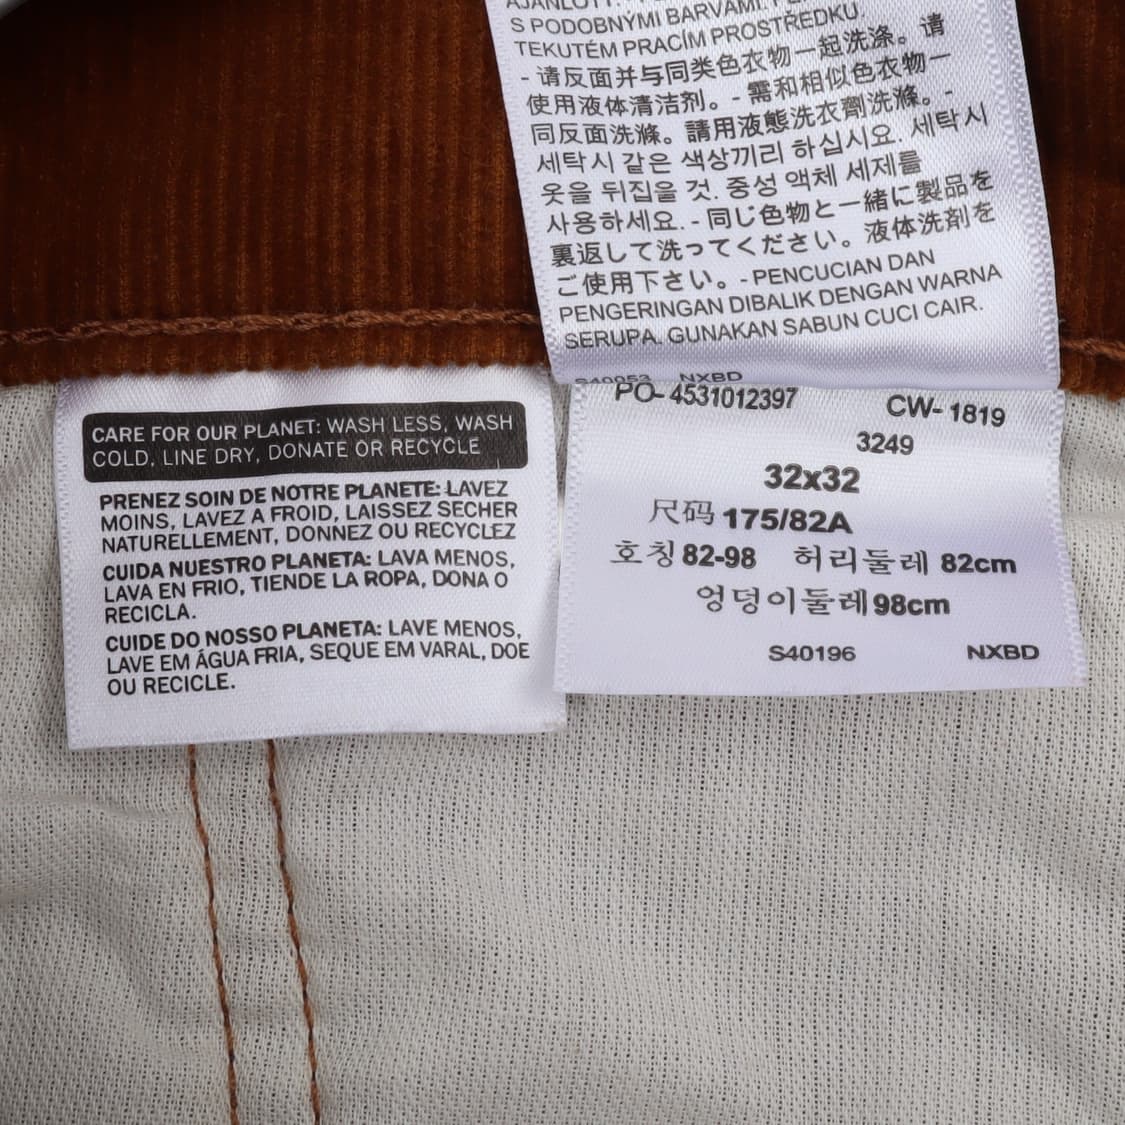 S PODOBNÝMI BARVAMI.
TEKUTÉM PRACÍM PROSTŘEDKU.
- 请反面并与同类色衣物一起洗涤。请
使用液体清洁剂。- 需和相似色衣物一
同反面洗滌。請用液態洗衣劑洗滌。-
세탁시 같은 색상끼리 하십시요. 세탁시
옷을 뒤집을 것. 중성 액체 세제를
사용하세요. - 同じ色物と一緒に製品を
裏返して洗ってください。液体洗剤を
ご使用下さい。- PENCUCIAN DAN
PENGERINGAN DIBALIK DENGAN WARNA
SERUPA. GUNAKAN SABUN CUCI CAIR.
NXBD
CARE FOR OUR PLANET: WASH LESS, WASH
COLD, LINE DRY, DONATE OR RECYCLE
PRENEZ SOIN DE NOTRE PLANETE: LAVEZ
MOINS, LAVEZ A FROID, LAISSEZ SECHER
NATURELLEMENT, DONNEZ OU RECYCLEZ
CUIDA NUESTRO PLANETA: LAVA MENOS,
LAVA EN FRIO, TIENDE LA ROPA, DONA O
RECICLA.
CUIDE DO NOSSO PLANETA: LAVE MENOS,
LAVE EM ÁGUA FRIA, SEQUE EM VARAL, DOE
OU RECICLE.
PO- 4531012397 CW- 1819
3249
32x32
尺码 175/82A
호칭 82-98 허리둘레 82cm
엉덩이둘레 98cm
S40196 NXBD